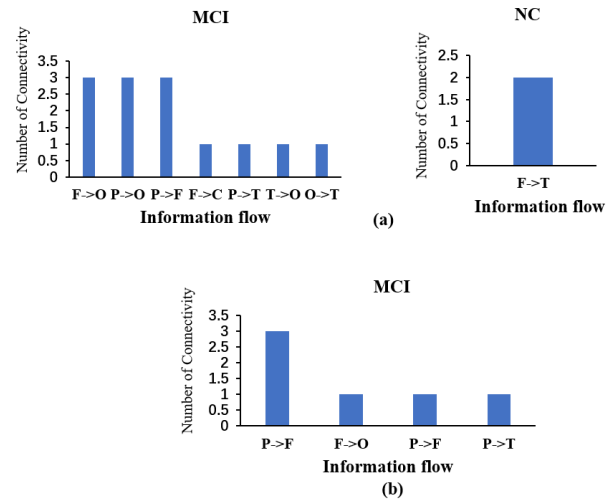 MCI
Number of Connectivity
3.5
3
2.5
2
1.5
1
0.5
0
F->O P->O P->F F->C P->T T->O O->T
Information flow
NC
Number of Connectivity
2.5
2
1.5
1
0.5
0
F->T
Information flow
(a)
MCI
Number of Connectivity
3.5
3
2.5
2
1.5
1
0.5
0
P->F F->O P->F P->T
Information flow
(b)